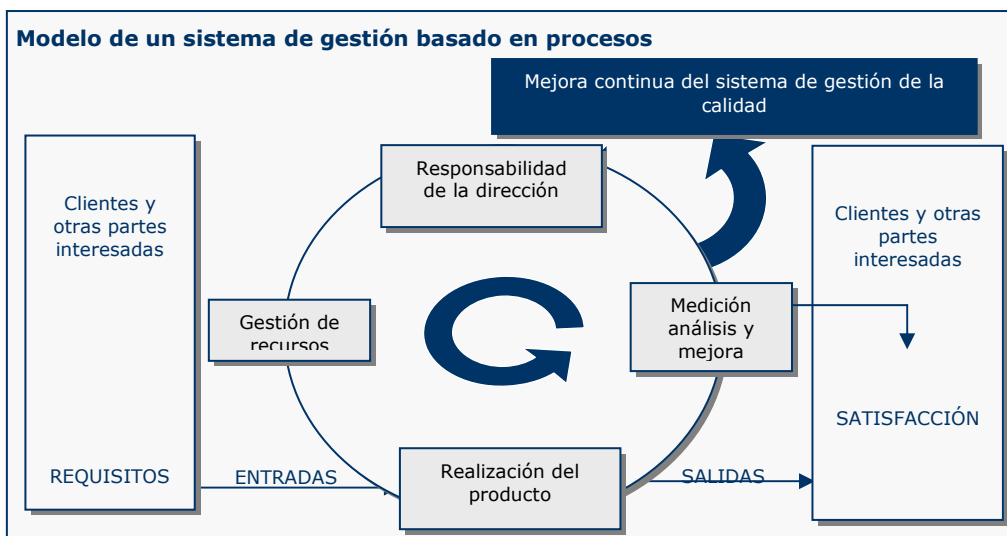 Modelo de un sistema de gestión basado en procesos
Mejora continua del sistema de gestión de la
calidad
Responsabilidad
de la dirección
Clientes y
otras partes
interesadas
Clientes y otras
partes
interesadas
Gestión de
recursos
Medición
análisis y
mejora
SATISFACCIÓN
REQUISITOS
ENTRADAS
Realización del
producto
SALIDAS